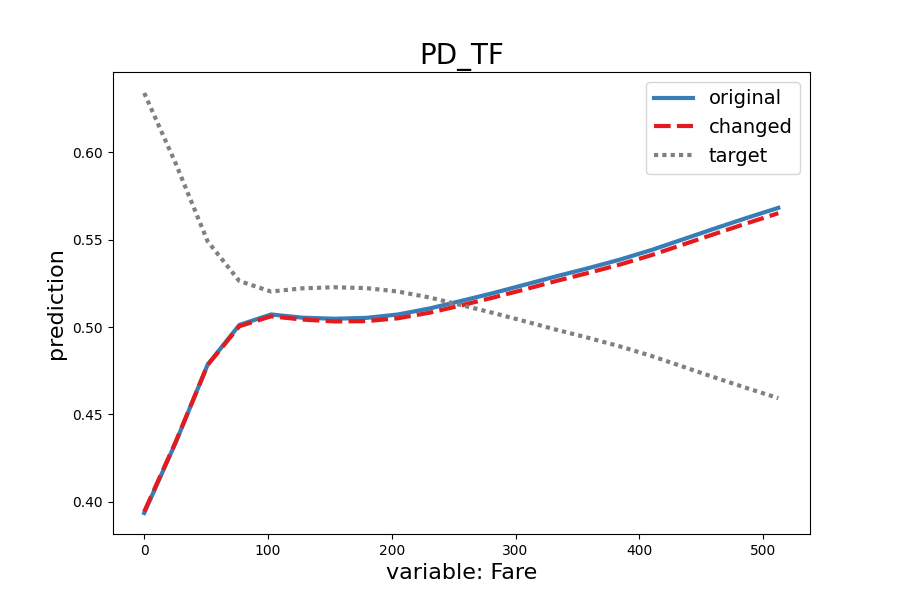 PD_TF
original
changed
target
prediction
0.60
0.55
0.50
0.45
0.40
0 100 200 300 400 500
variable: Fare